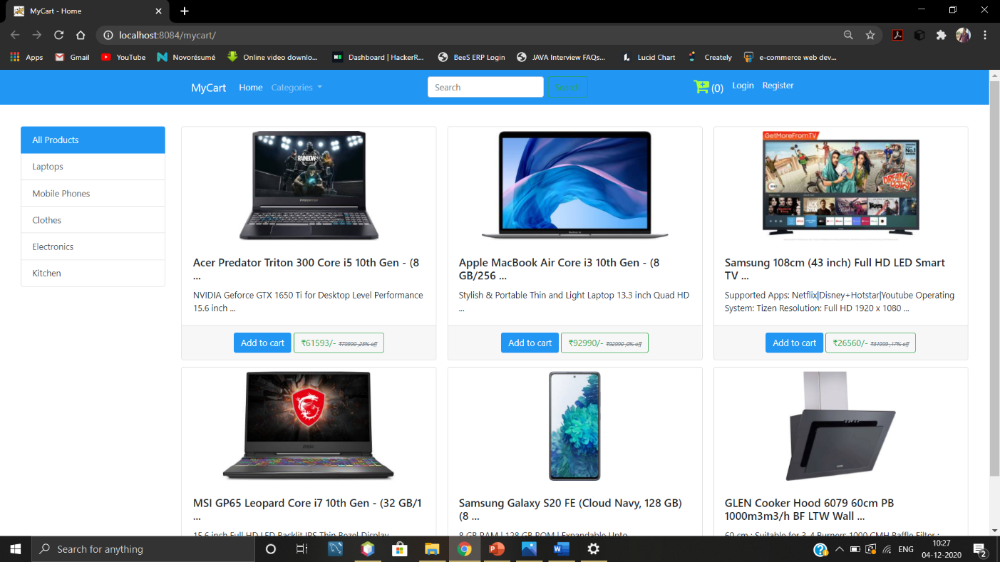 MyCart - Home
localhost:8084/mycart/
Apps Gmail YouTube Novorésumé Online video downlo... Dashboard | HackerR... BeeS ERP Login JAVA Interview FAQs... Lucid Chart Creately e-commerce web dev...
MyCart Home Categories Search Search (0) Login Register
All Products
Laptops
Mobile Phones
Clothes
Electronics
Kitchen
RAINBOW
PREDATOR
Acer Predator Triton 300 Core i5 10th Gen - (8
...
NVIDIA Geforce GTX 1650 Ti for Desktop Level Performance
15.6 inch ...
Add to cart ₹61593/- ₹79990 ,23% off
Apple MacBook Air Core i3 10th Gen - (8
GB/256 ...
Stylish & Portable Thin and Light Laptop 13.3 inch Quad HD
...
Add to cart ₹92990/- ₹92990 ,0% off
GetMoreFromTV
No.1
DREAM
JACK RYAN
Boys
Samsung 108cm (43 inch) Full HD LED Smart
TV ...
Supported Apps: Netflix|Disney+Hotstar|Youtube Operating
System: Tizen Resolution: Full HD 1920 x 1080 ...
Add to cart ₹26560/- ₹31999 ,17% off
MSI GP65 Leopard Core i7 10th Gen - (32 GB/1
...
15.6 inch Full HD LED Backlit IPS Thin Bezel Display
Samsung Galaxy S20 FE (Cloud Navy, 128 GB)
(8 ...
8 GB RAM | 128 GB ROM | Expandable Upto
GLEN Cooker Hood 6079 60cm PB
1000m3m3/h BF LTW Wall ...
60 cm : Suitable for 3-4 Burners 1000 CMH Baffle Filter :
Search for anything
ENG
10:27
04-12-2020
2